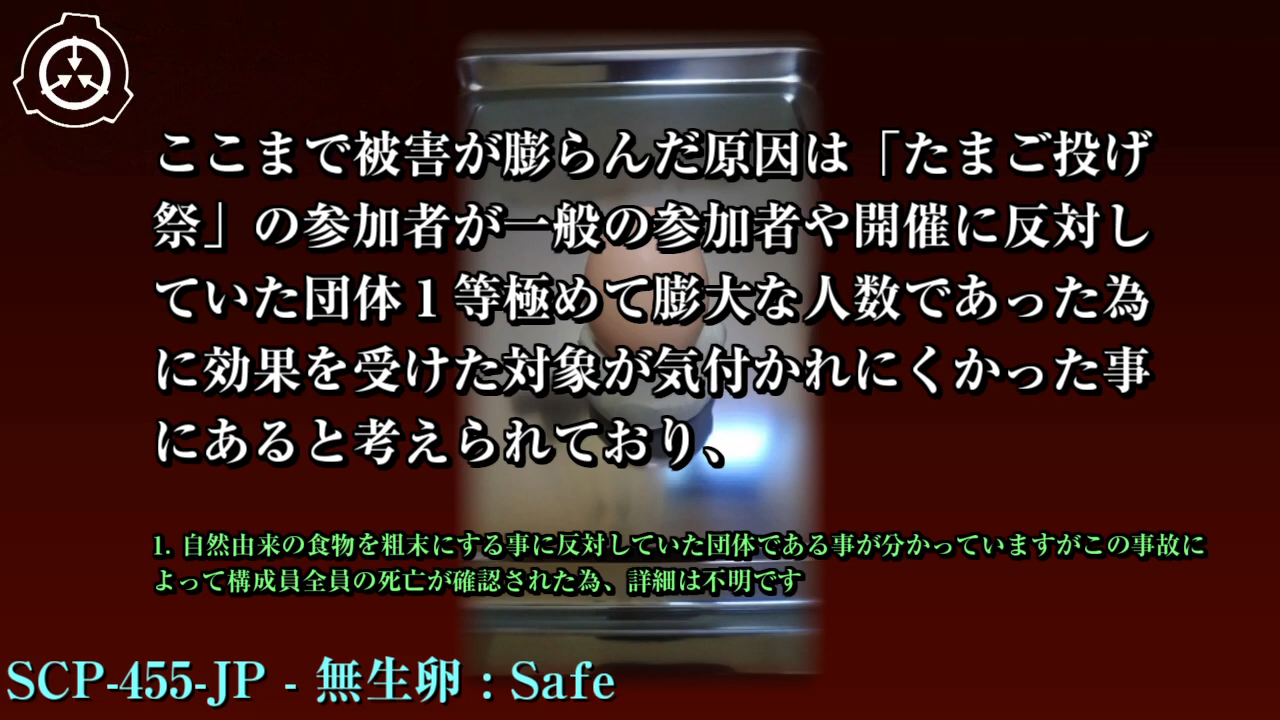 ここまで被害が膨らんだ原因は「たまご投げ
祭」の参加者が一般の参加者や開催に反対し
ていた団体１等極めて膨大な人数であった為
に効果を受けた対象が気付かれにくかった事
にあると考えられており、
1. 自然由来の食物を粗末にする事に反対していた団体である事が分かっていますがこの事故に
よって構成員全員の死亡が確認された為、詳細は不明です
SCP-455-JP - 無生卵 : Safe